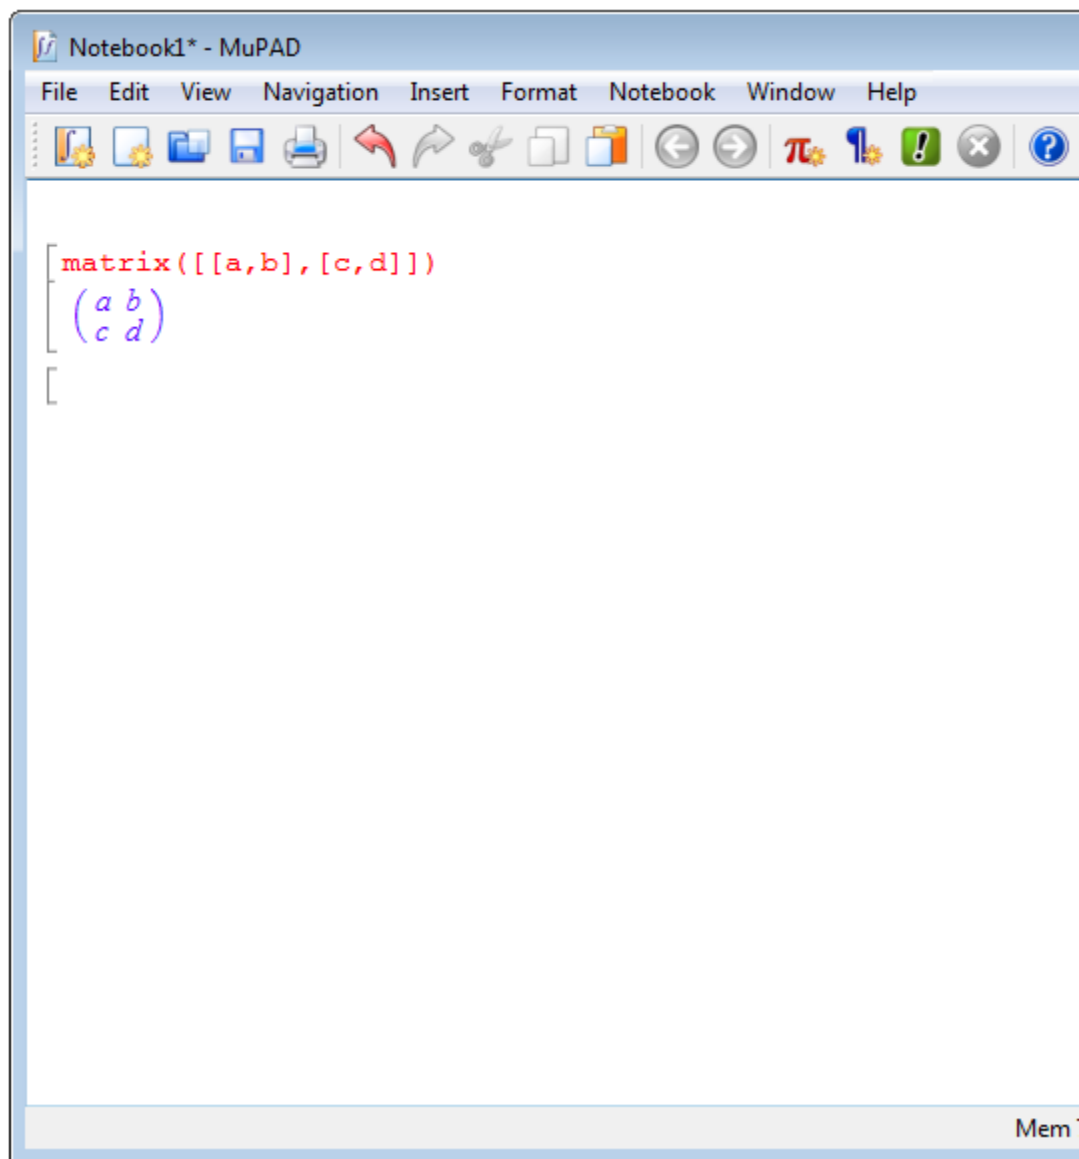 Notebook1* - MuPAD
File Edit View Navigation Insert Format Notebook Window Help
matrix([[a,b],[c,d]])
a b
c d
Mem